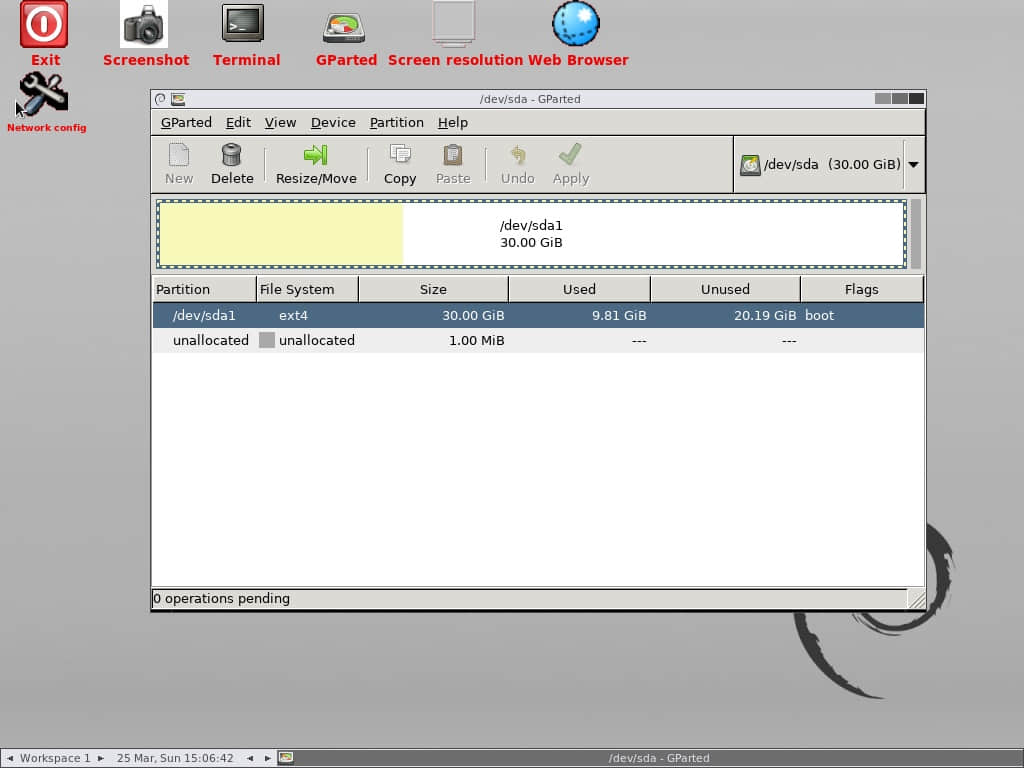 Exit
Screenshot
Terminal
GParted
Screen resolution
Web Browser
Network config
/dev/sda - GParted
GParted Edit View Device Partition Help
New Delete Resize/Move Copy Paste Undo Apply
/dev/sda (30.00 GiB)
/dev/sda1
30.00 GiB
Partition File System Size Used Unused Flags
/dev/sda1 ext4 30.00 GiB 9.81 GiB 20.19 GiB boot
unallocated unallocated 1.00 MiB --- ---
0 operations pending
Workspace 1 25 Mar, Sun 15:06:42 /dev/sda - GParted